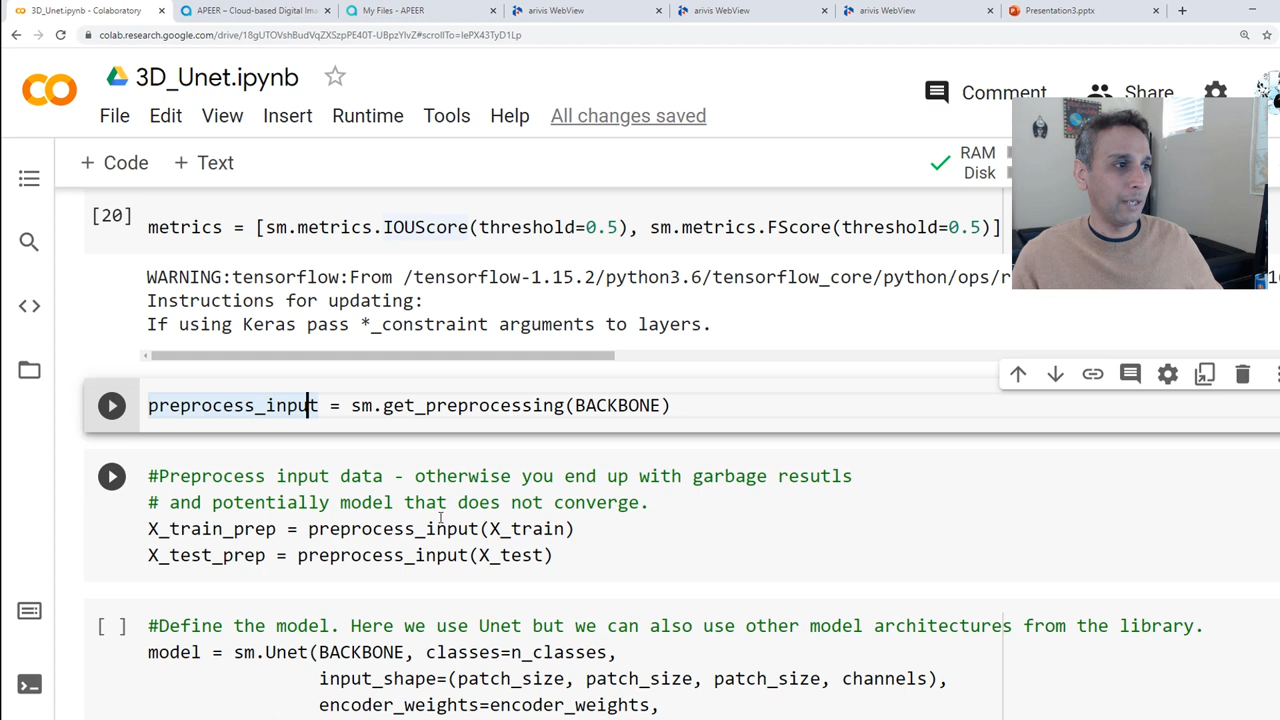 3D_Unet.ipynb - Colaboratory
APEER – Cloud-based Digital Ima
My Files - APEER
arivis WebView
arivis WebView
arivis WebView
Presentation3.pptx
colab.research.google.com/drive/18gUTOVshBudVqZXSzpPE40T-UBpzYlvZ#scrollTo=lePX43TyD1Lp
3D_Unet.ipynb
Comment
Share
File Edit View Insert Runtime Tools Help All changes saved
+ Code + Text
RAM
Disk
[20]
metrics = [sm.metrics.IOUScore(threshold=0.5), sm.metrics.FScore(threshold=0.5)]
WARNING:tensorflow:From /tensorflow-1.15.2/python3.6/tensorflow_core/python/ops/r
Instructions for updating:
If using Keras pass *_constraint arguments to layers.
preprocess_input = sm.get_preprocessing(BACKBONE)
#Preprocess input data - otherwise you end up with garbage resutls
# and potentially model that does not converge.
X_train_prep = preprocess_input(X_train)
X_test_prep = preprocess_input(X_test)
[ ]
#Define the model. Here we use Unet but we can also use other model architectures from the library.
model = sm.Unet(BACKBONE, classes=n_classes,
input_shape=(patch_size, patch_size, patch_size, channels),
encoder_weights=encoder_weights,